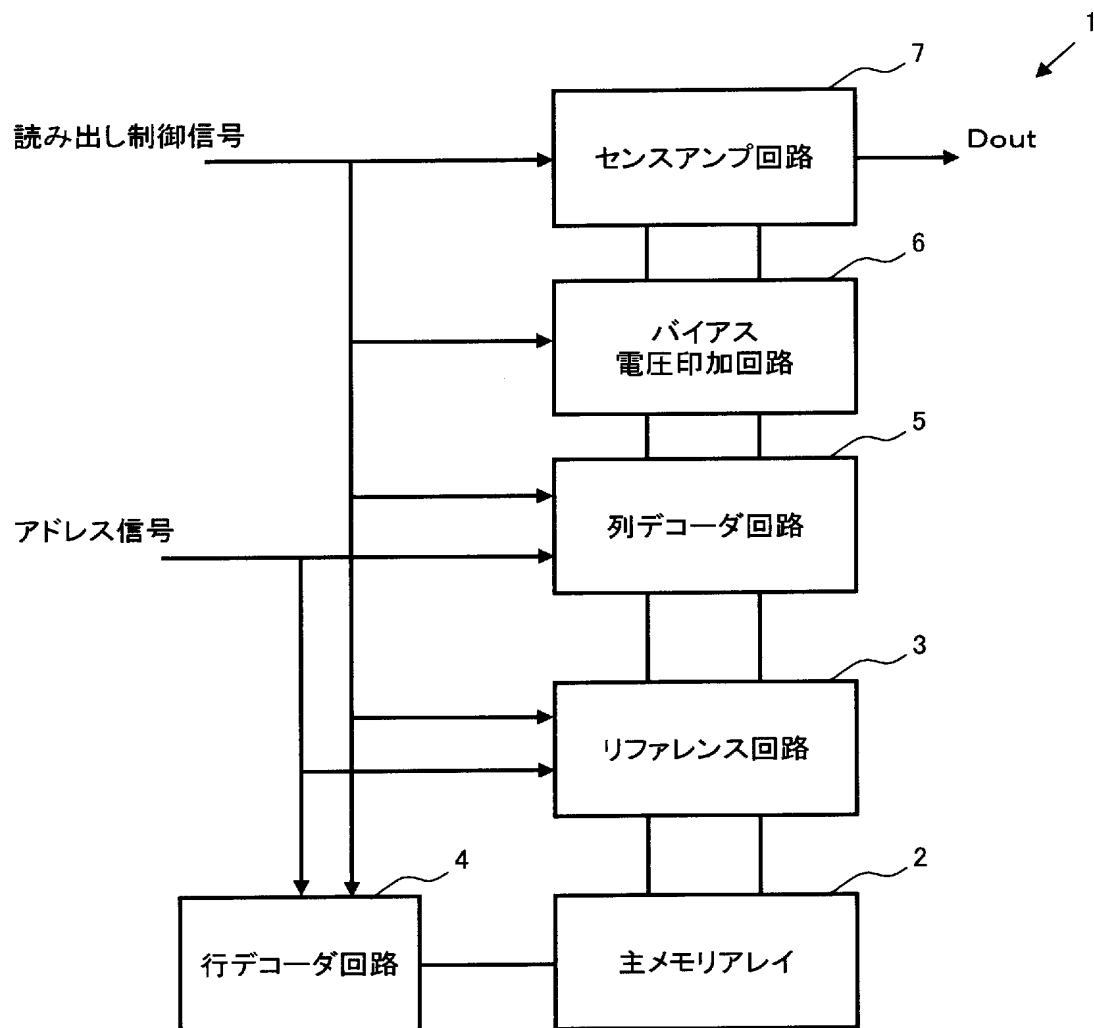 1
7
読み出し制御信号
センスアンプ回路
Dout
6
バイアス
電圧印加回路
5
アドレス信号
列デコーダ回路
3
リファレンス回路
4
2
行デコーダ回路
主メモリアレイ